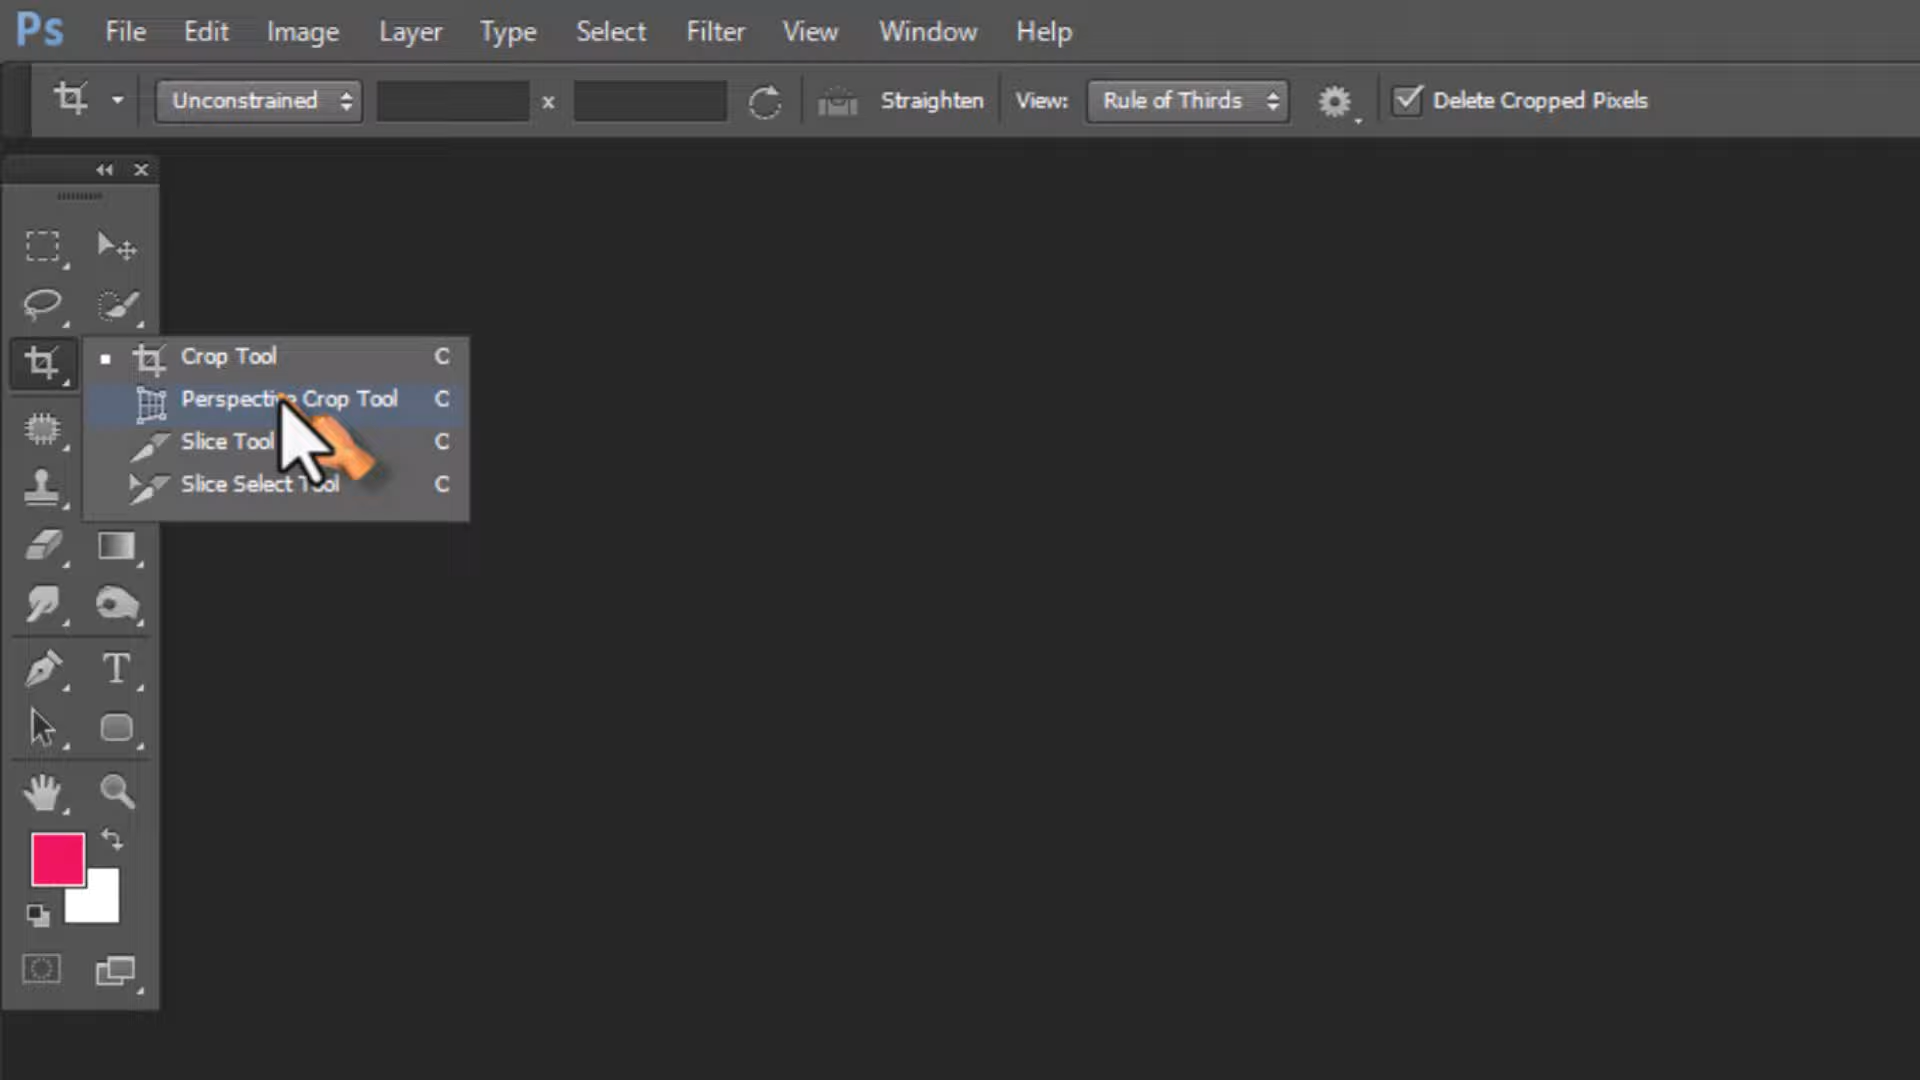 Ps File Edit Image Layer Type Select Filter View Window Help
Unconstrained x Straighten View: Rule of Thirds Delete Cropped Pixels
Crop Tool C
Perspective Crop Tool C
Slice Tool C
Slice Select Tool C
T